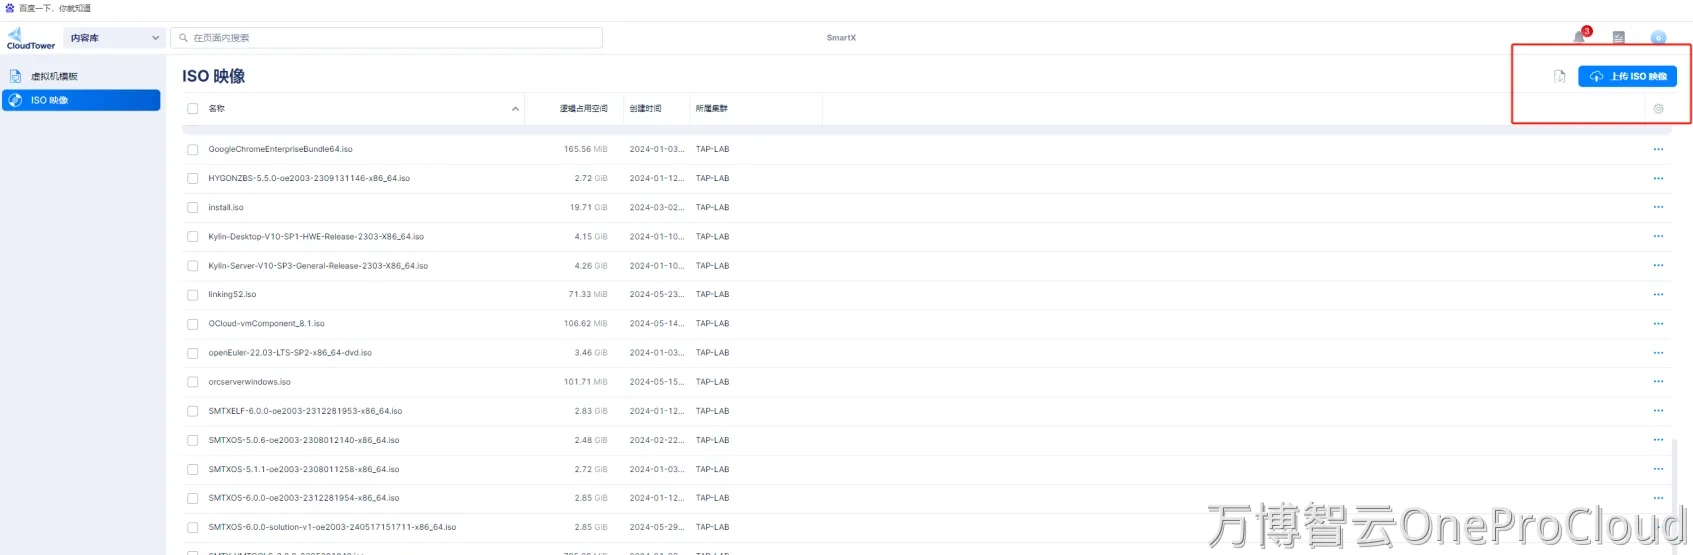 百度一下，你就知道
CloudTower
内容库
在页面内搜索
SmartX
3
虚拟机模板
ISO 映像
ISO 映像
上传 ISO 映像
名称 逻辑占用空间 创建时间 所属集群
GoogleChromeEnterpriseBundle64.iso 165.56 MiB 2024-01-03... TAP-LAB
HYGONZBS-5.5.0-oe2003-2309131146-x86_64.iso 2.72 GiB 2024-01-12... TAP-LAB
install.iso 19.71 GiB 2024-03-02... TAP-LAB
Kylin-Desktop-V10-SP1-HWE-Release-2303-X86_64.iso 4.15 GiB 2024-01-10... TAP-LAB
Kylin-Server-V10-SP3-General-Release-2303-X86_64.iso 4.26 GiB 2024-01-10... TAP-LAB
linking52.iso 71.33 MiB 2024-05-23... TAP-LAB
OCloud-vmComponent_8.1.iso 106.62 MiB 2024-05-14... TAP-LAB
openEuler-22.03-LTS-SP2-x86_64-dvd.iso 3.46 GiB 2024-01-03... TAP-LAB
orcserverwindows.iso 101.71 MiB 2024-05-15... TAP-LAB
SMTXELF-6.0.0-oe2003-2312281953-x86_64.iso 2.83 GiB 2024-01-12... TAP-LAB
SMTXOS-5.0.6-oe2003-2308012140-x86_64.iso 2.48 GiB 2024-02-22... TAP-LAB
SMTXOS-5.1.1-oe2003-2308011258-x86_64.iso 2.72 GiB 2024-01-03... TAP-LAB
SMTXOS-6.0.0-oe2003-2312281954-x86_64.iso 2.85 GiB 2024-01-12... TAP-LAB
SMTXOS-6.0.0-solution-v1-oe2003-240517151711-x86_64.iso 2.85 GiB 2024-05-29... TAP-LAB
万博智云OneProCloud